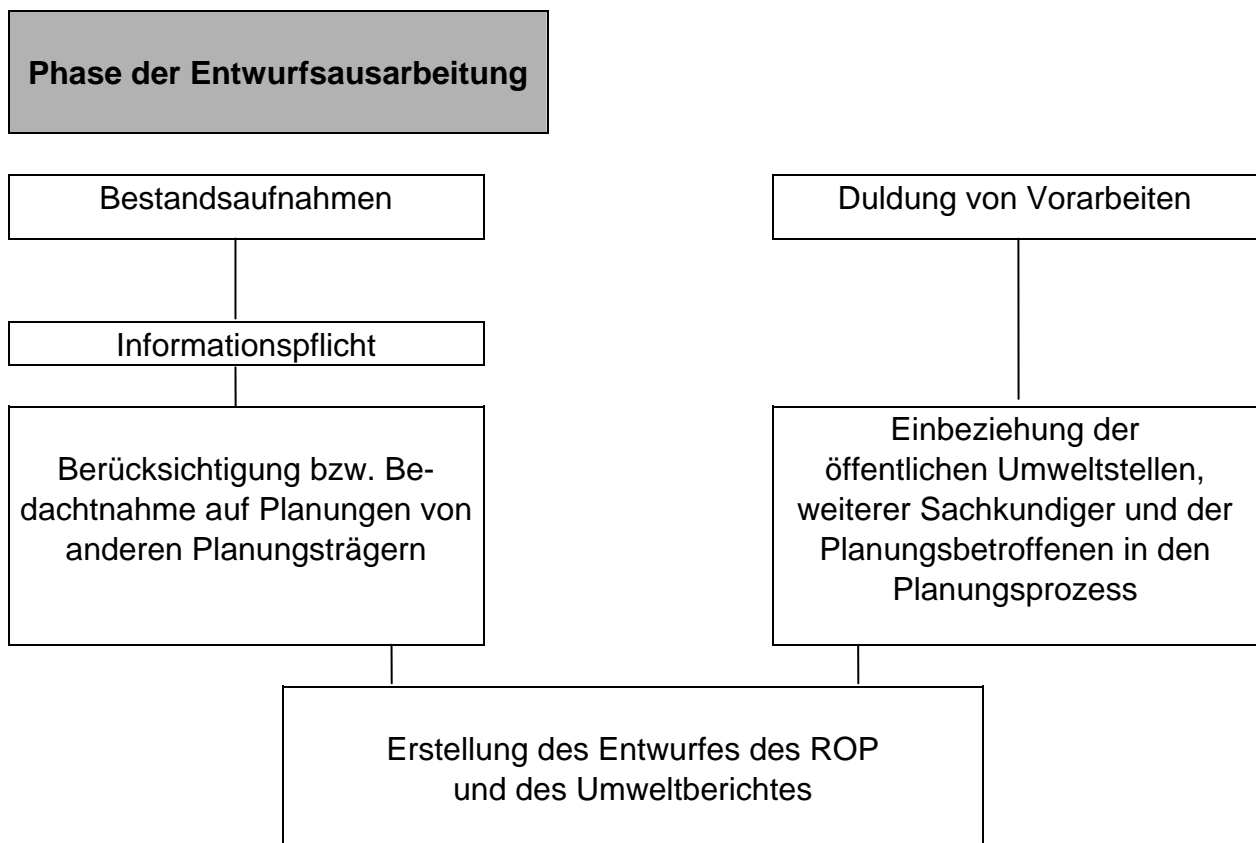 Phase der Entwurfsausarbeitung
Bestandsaufnahmen
Duldung von Vorarbeiten
Informationspflicht
Berücksichtigung bzw. Be-
dachtnahme auf Planungen von
anderen Planungsträgern
Einbeziehung der
öffentlichen Umweltstellen,
weiterer Sachkundiger und der
Planungsbetroffenen in den
Planungsprozess
Erstellung des Entwurfes des ROP
und des Umweltberichtes